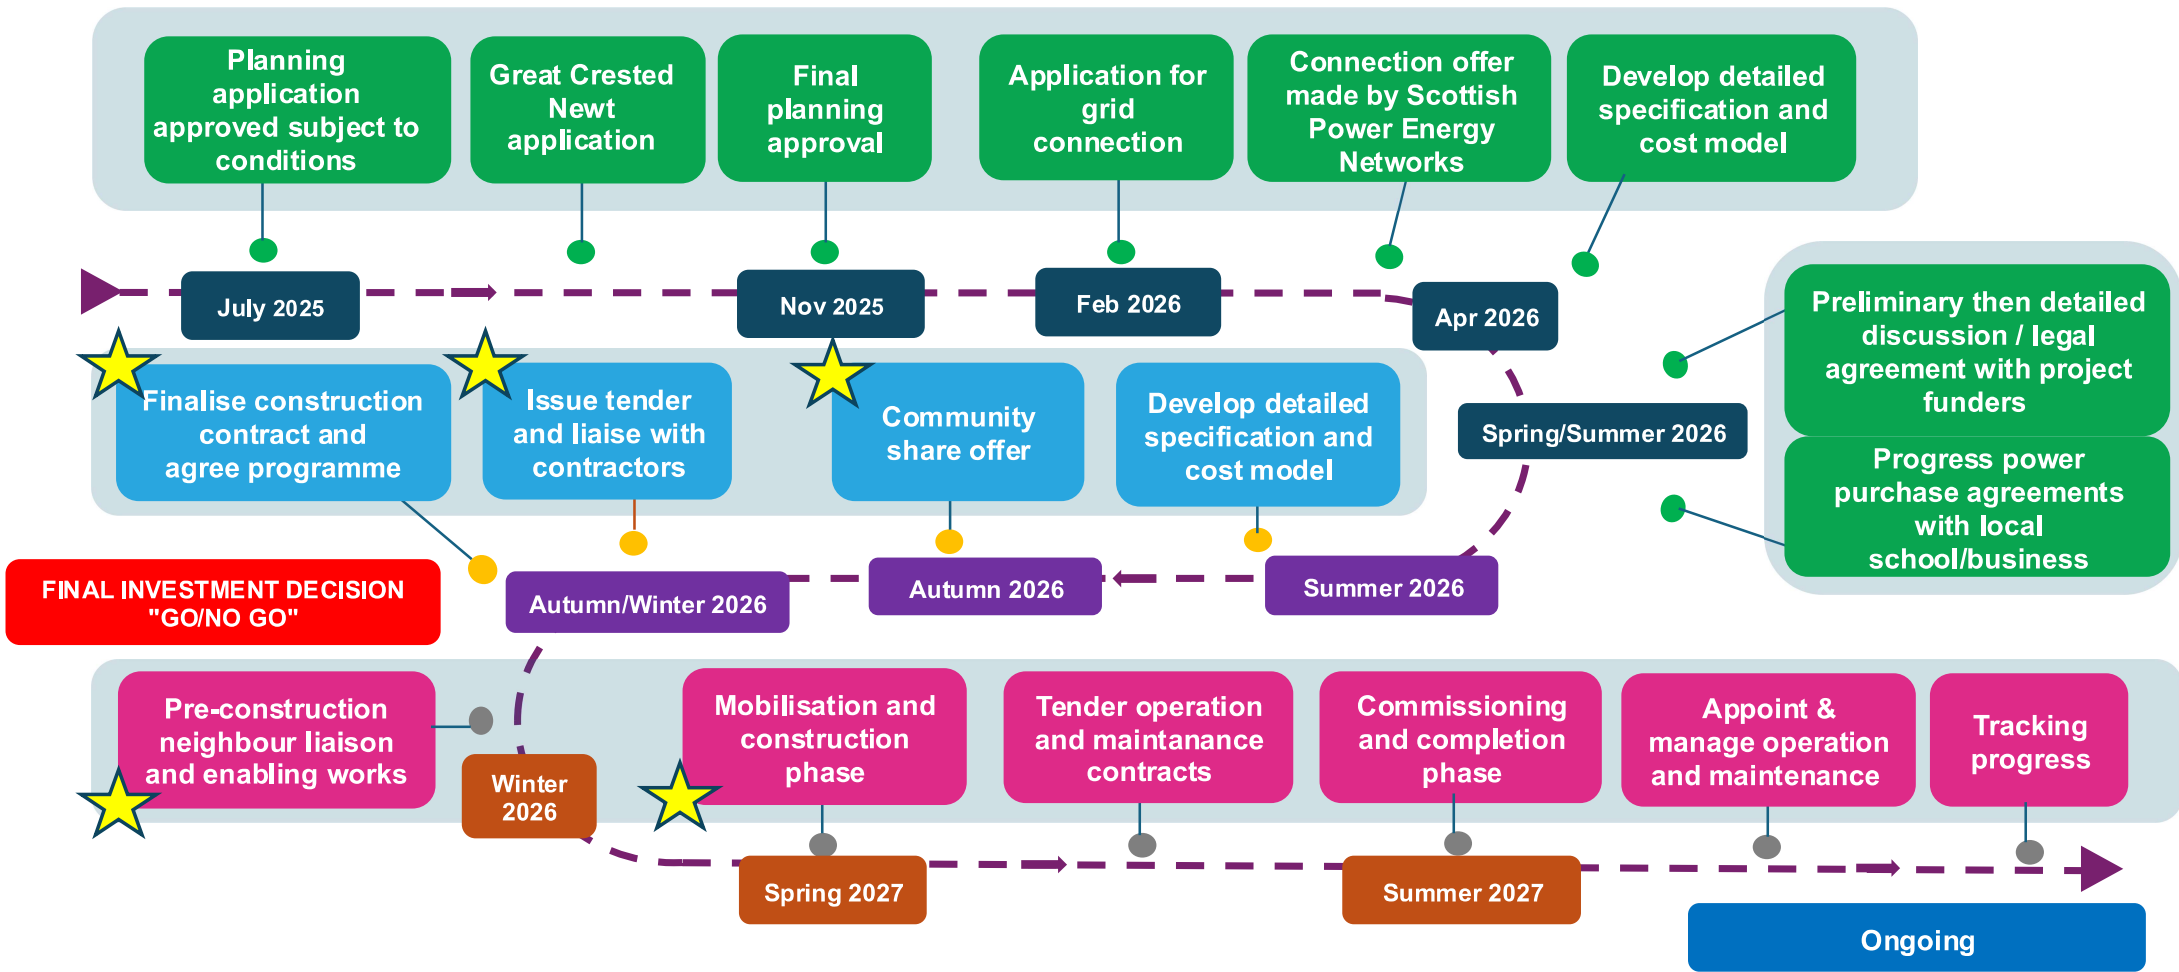 Planning
application
approved subject to
conditions
Great Crested
Newt
application
Final
planning
approval
Application for
grid
connection
Connection offer
made by Scottish
Power Energy
Networks
Develop detailed
specification and
cost model
July 2025
Nov 2025
Feb 2026
Apr 2026
Preliminary then detailed
discussion / legal
agreement with project
funders
Spring/Summer 2026
Progress power
purchase agreements
with local
school/business
Finalise construction
contract and
agree programme
Issue tender
and liaise with
contractors
Community
share offer
Develop detailed
specification and
cost model
FINAL INVESTMENT DECISION
"GO/NO GO"
Autumn/Winter 2026
Autumn 2026
Summer 2026
Pre-construction
neighbour liaison
and enabling works
Winter
2026
Mobilisation and
construction
phase
Tender operation
and maintanance
contracts
Commissioning
and completion
phase
Appoint &
manage operation
and maintenance
Tracking
progress
Spring 2027
Summer 2027
Ongoing